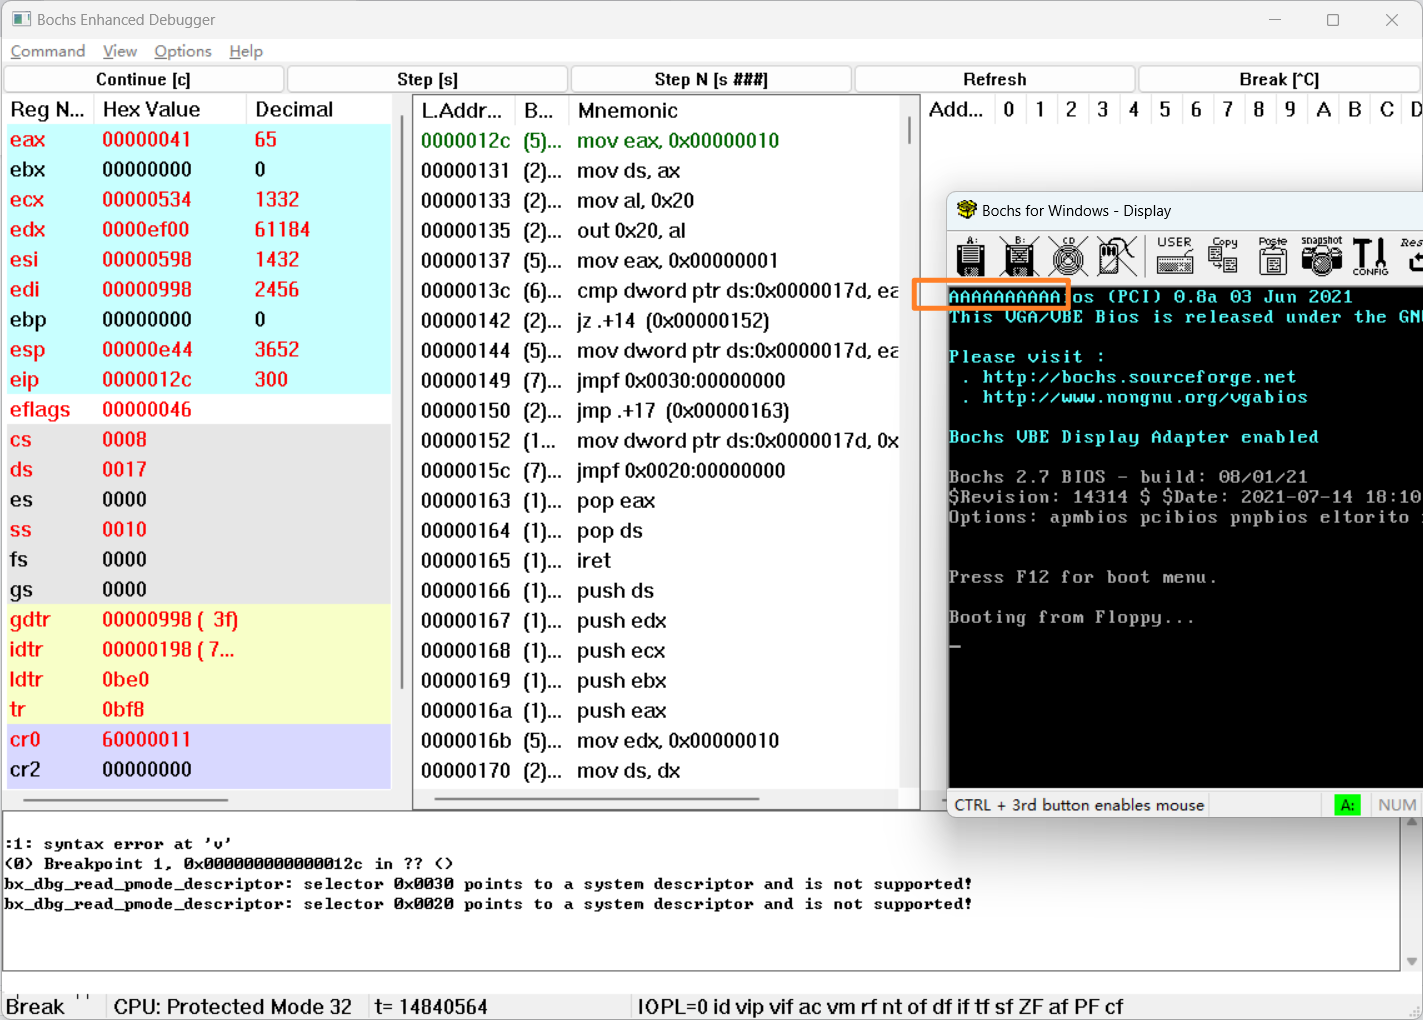 Bochs Enhanced Debugger
Command View Options Help
Continue [c] Step [s] Step N [s ###] Refresh Break [^C]
Reg N... Hex Value Decimal
eax 00000041 65
ebx 00000000 0
ecx 00000534 1332
edx 0000ef00 61184
esi 00000598 1432
edi 00000998 2456
ebp 00000000 0
esp 00000e44 3652
eip 0000012c 300
eflags 00000046
cs 0008
ds 0017
es 0000
ss 0010
fs 0000
gs 0000
gdtr 00000998 ( 3f)
idtr 00000198 ( 7...
ldtr 0be0
tr 0bf8
cr0 60000011
cr2 00000000
L.Addr... B... Mnemonic
0000012c (5)... mov eax, 0x00000010
00000131 (2)... mov ds, ax
00000133 (2)... mov al, 0x20
00000135 (2)... out 0x20, al
00000137 (5)... mov eax, 0x00000001
0000013c (6)... cmp dword ptr ds:0x0000017d, ea
00000142 (2)... jz .+14 (0x00000152)
00000144 (5)... mov dword ptr ds:0x0000017d, ea
00000149 (7)... jmpf 0x0030:00000000
00000150 (2)... jmp .+17 (0x00000163)
00000152 (1... mov dword ptr ds:0x0000017d, 0x
0000015c (7)... jmpf 0x0020:00000000
00000163 (1)... pop eax
00000164 (1)... pop ds
00000165 (1)... iret
00000166 (1)... push ds
00000167 (1)... push edx
00000168 (1)... push ecx
00000169 (1)... push ebx
0000016a (1)... push eax
0000016b (5)... mov edx, 0x00000010
00000170 (2)... mov ds, dx
Add... 0 1 2 3 4 5 6 7 8 9 A B C D
Bochs for Windows - Display
A: B: CD USER Copy Paste snapshot CONFIG Res
AAAAAAAAAAios (PCI) 0.8a 03 Jun 2021
This VGA/VBE Bios is released under the GNU
Please visit :
. http://bochs.sourceforge.net
. http://www.nongnu.org/vgabios
Bochs VBE Display Adapter enabled
Bochs 2.7 BIOS - build: 08/01/21
$Revision: 14314 $ $Date: 2021-07-14 18:10
Options: apmbios pcibios pnpbios eltorito
Press F12 for boot menu.
Booting from Floppy...
_
CTRL + 3rd button enables mouse A: NUM
:1: syntax error at 'v'
(0) Breakpoint 1, 0x000000000000012c in ?? ()
bx_dbg_read_pmode_descriptor: selector 0x0030 points to a system descriptor and is not supported!
bx_dbg_read_pmode_descriptor: selector 0x0020 points to a system descriptor and is not supported!
Break CPU: Protected Mode 32 t= 14840564 IOPL=0 id vip vif ac vm rf nt of df if tf sf ZF af PF cf